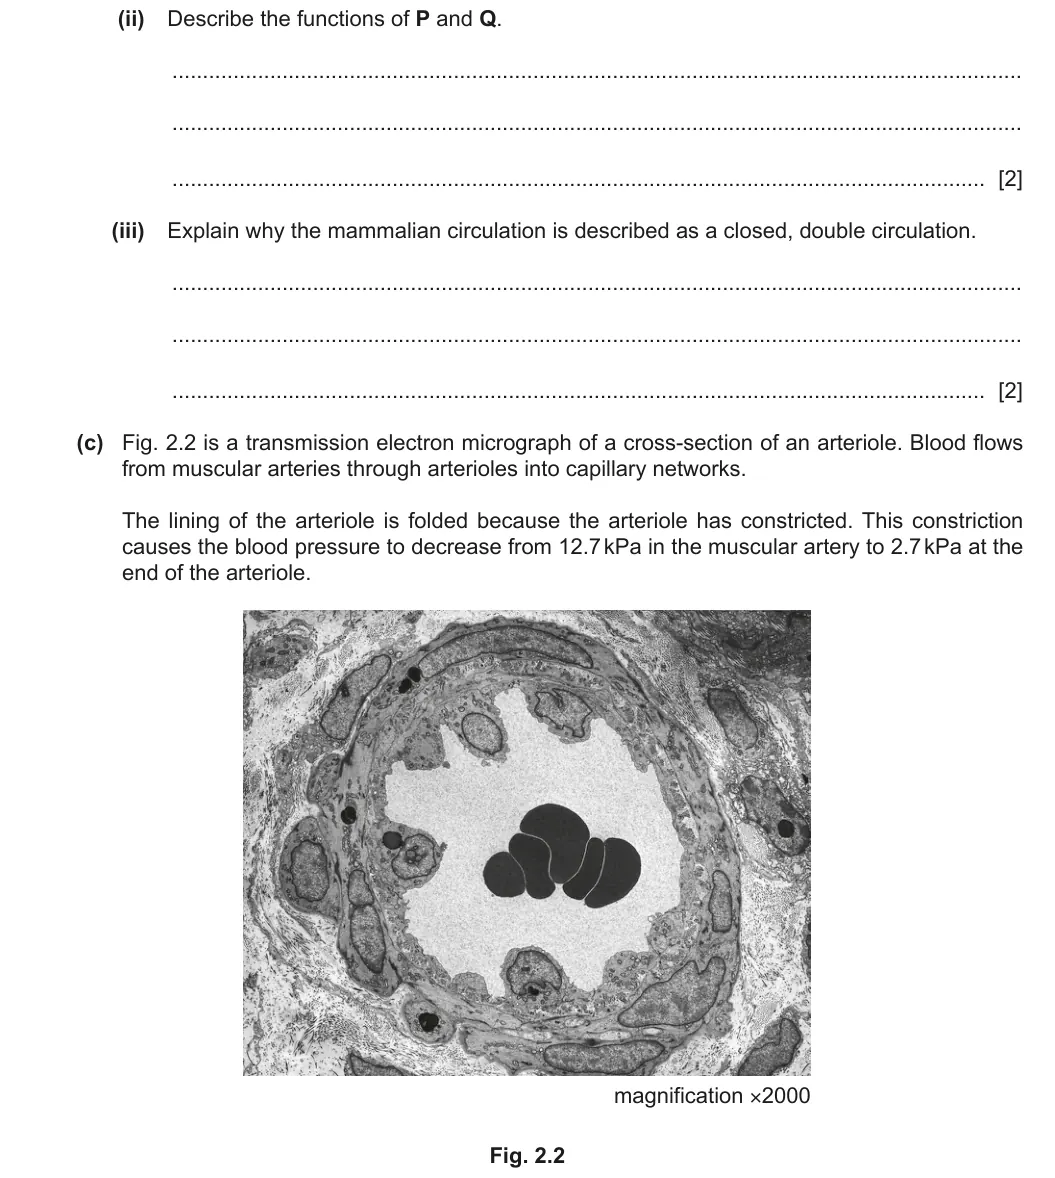 (ii) Describe the functions of P and Q.
..........................................................................................................................................
..........................................................................................................................................
.................................................................................................................................... [2]
(iii) Explain why the mammalian circulation is described as a closed, double circulation.
..........................................................................................................................................
..........................................................................................................................................
.................................................................................................................................... [2]
(c) Fig. 2.2 is a transmission electron micrograph of a cross-section of an arteriole. Blood flows
from muscular arteries through arterioles into capillary networks.
The lining of the arteriole is folded because the arteriole has constricted. This constriction
causes the blood pressure to decrease from 12.7 kPa in the muscular artery to 2.7 kPa at the
end of the arteriole.
magnification ×2000
Fig. 2.2